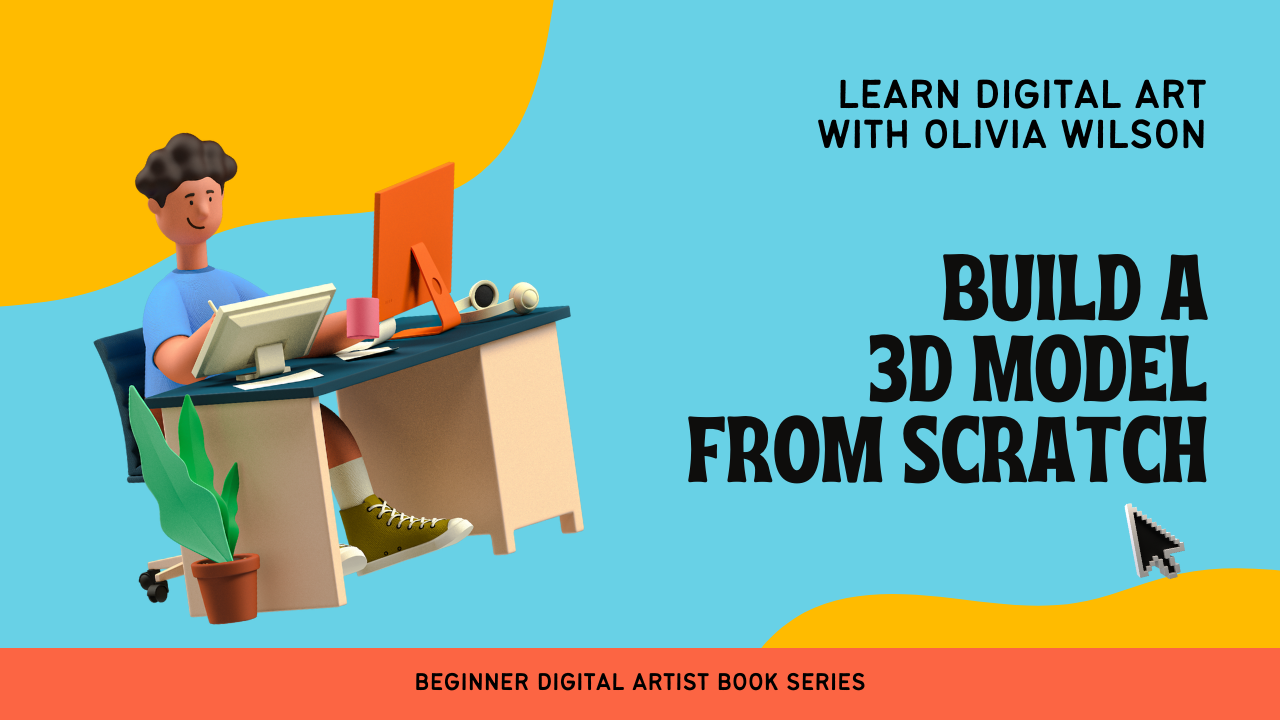 LEARN DIGITAL ART
WITH OLIVIA WILSON
BUILD A
3D MODEL
FROM SCRATCH
BEGINNER DIGITAL ARTIST BOOK SERIES